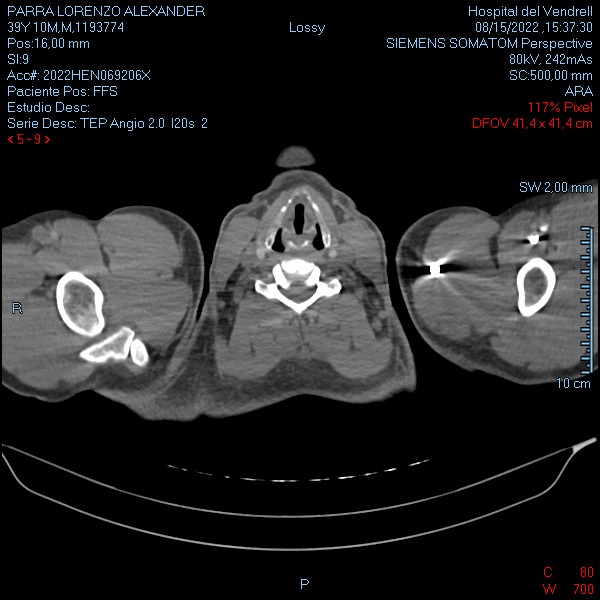 PARRA LORENZO ALEXANDER
39Y 10M,M,1193774
Pos:16,00 mm
SI:9
Acc#: 2022HEN069206X
Paciente Pos: FFS
Estudio Desc:
Serie Desc: TEP Angio 2.0 I20s 2
< 5 - 9 >
Lossy
Hospital del Vendrell
08/15/2022 ,15:37:30
SIEMENS SOMATOM Perspective
80kV, 242mAs
SC:500,00 mm
ARA
117% Pixel
DFOV 41,4 x 41,4 cm
SW 2,00 mm
R
10 cm
P
C 80
W 700